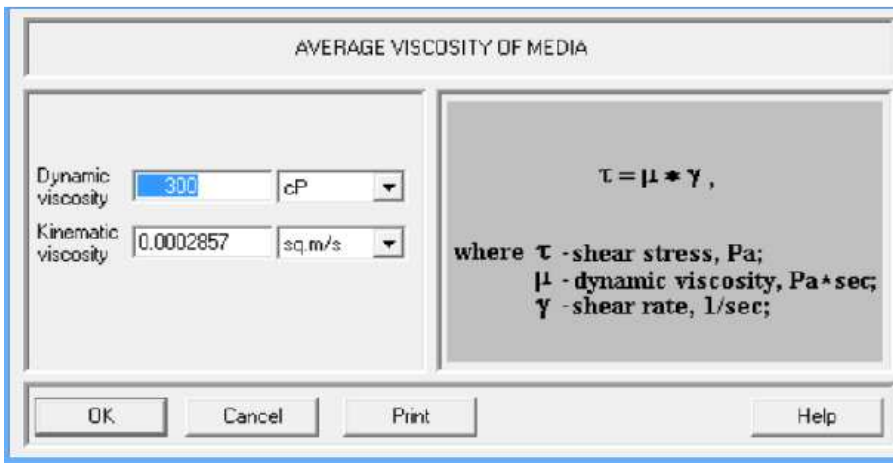 AVERAGE VISCOSITY OF MEDIA
Dynamic
viscosity
300
cP
Kinematic
viscosity
0.0002857
sq.m/s
τ = μ * γ ,
where τ - shear stress, Pa;
μ - dynamic viscosity, Pa*sec;
γ - shear rate, 1/sec;
OK
Cancel
Print
Help